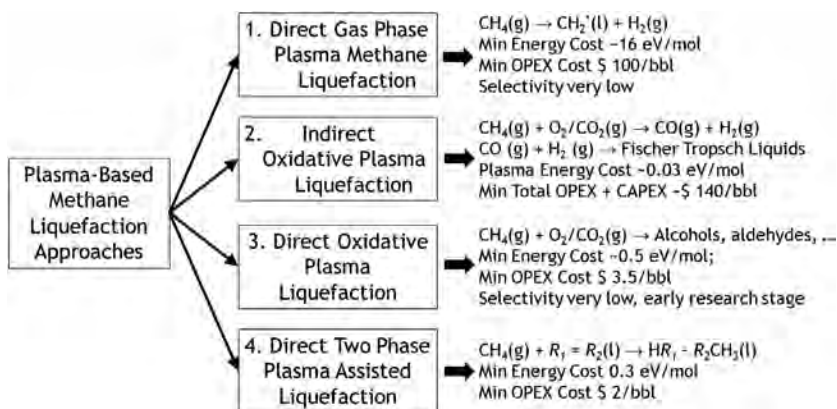 Plasma-Based
Methane
Liquefaction
Approaches
1. Direct Gas Phase
Plasma Methane
Liquefaction
CH₄(g) → CH₂*(l) + H₂(g)
Min Energy Cost ~16 eV/mol
Min OPEX Cost $ 100/bbl
Selectivity very low
2. Indirect
Oxidative Plasma
Liquefaction
CH₄(g) + O₂/CO₂(g) → CO(g) + H₂(g)
CO (g) + H₂ (g) → Fischer Tropsch Liquids
Plasma Energy Cost ~0.03 eV/mol
Min Total OPEX + CAPEX ~$ 140/bbl
3. Direct Oxidative
Plasma
Liquefaction
CH₄(g) + O₂/CO₂(g) → Alcohols, aldehydes, ...
Min Energy Cost ~0.5 eV/mol;
Min OPEX Cost $ 3.5/bbl
Selectivity very low, early research stage
4. Direct Two Phase
Plasma Assisted
Liquefaction
CH₄(g) + R₁ = R₂(l) → HR₁ - R₂CH₃(l)
Min Energy Cost 0.3 eV/mol
Min OPEX Cost $ 2/bbl